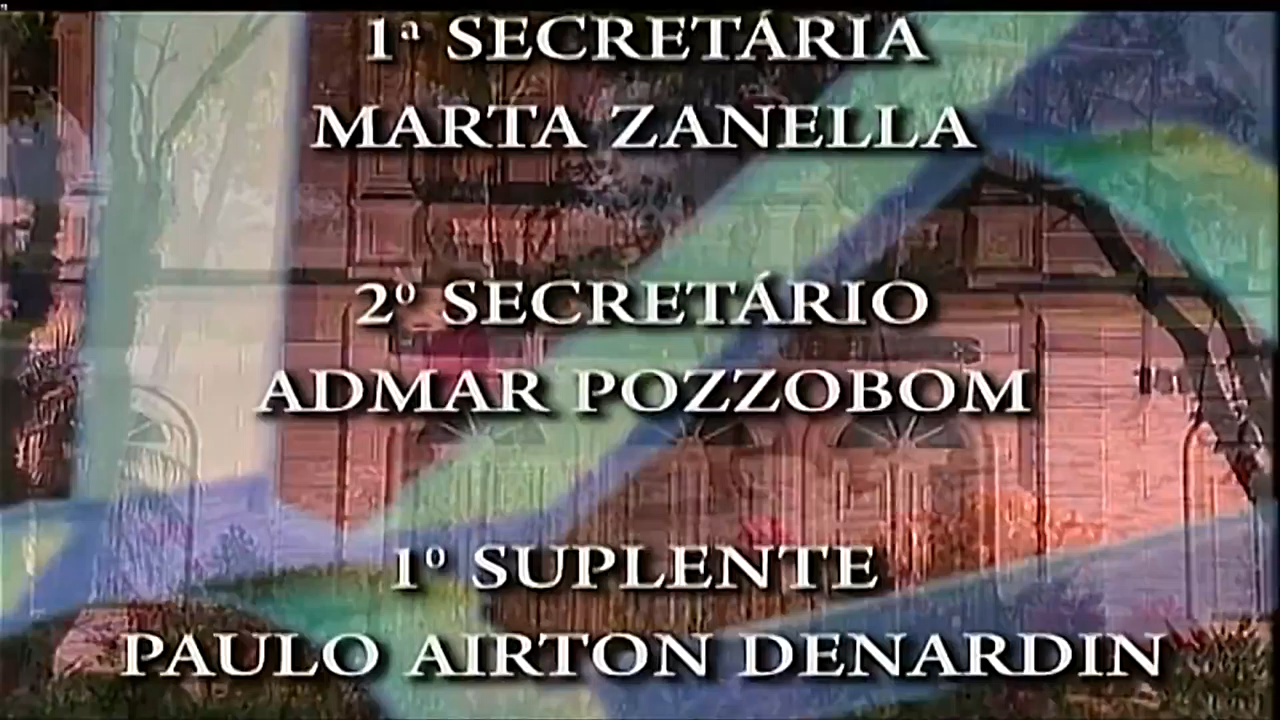 1ª SECRETÁRIA
MARTA ZANELLA
2º SECRETÁRIO
ADMAR POZZOBOM
1º SUPLENTE
PAULO AIRTON DENARDIN